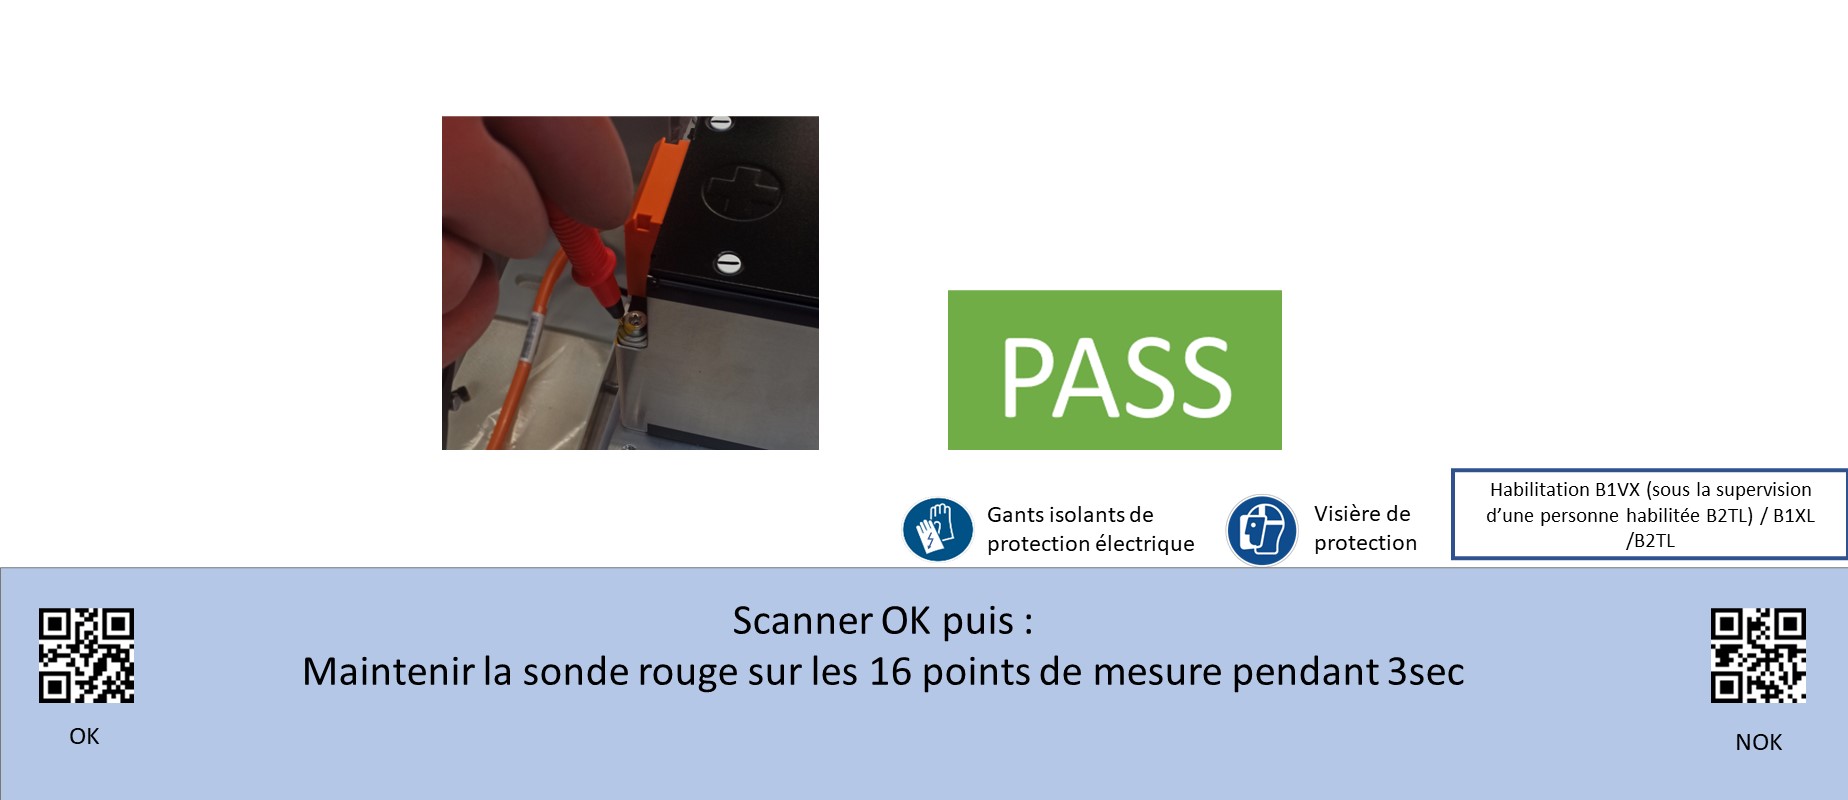 PASS
Gants isolants de
protection électrique
Visière de
protection
Habilitation B1VX (sous la supervision
d’une personne habilitée B2TL) / B1XL
/B2TL
Scanner OK puis :
Maintenir la sonde rouge sur les 16 points de mesure pendant 3sec
OK
NOK